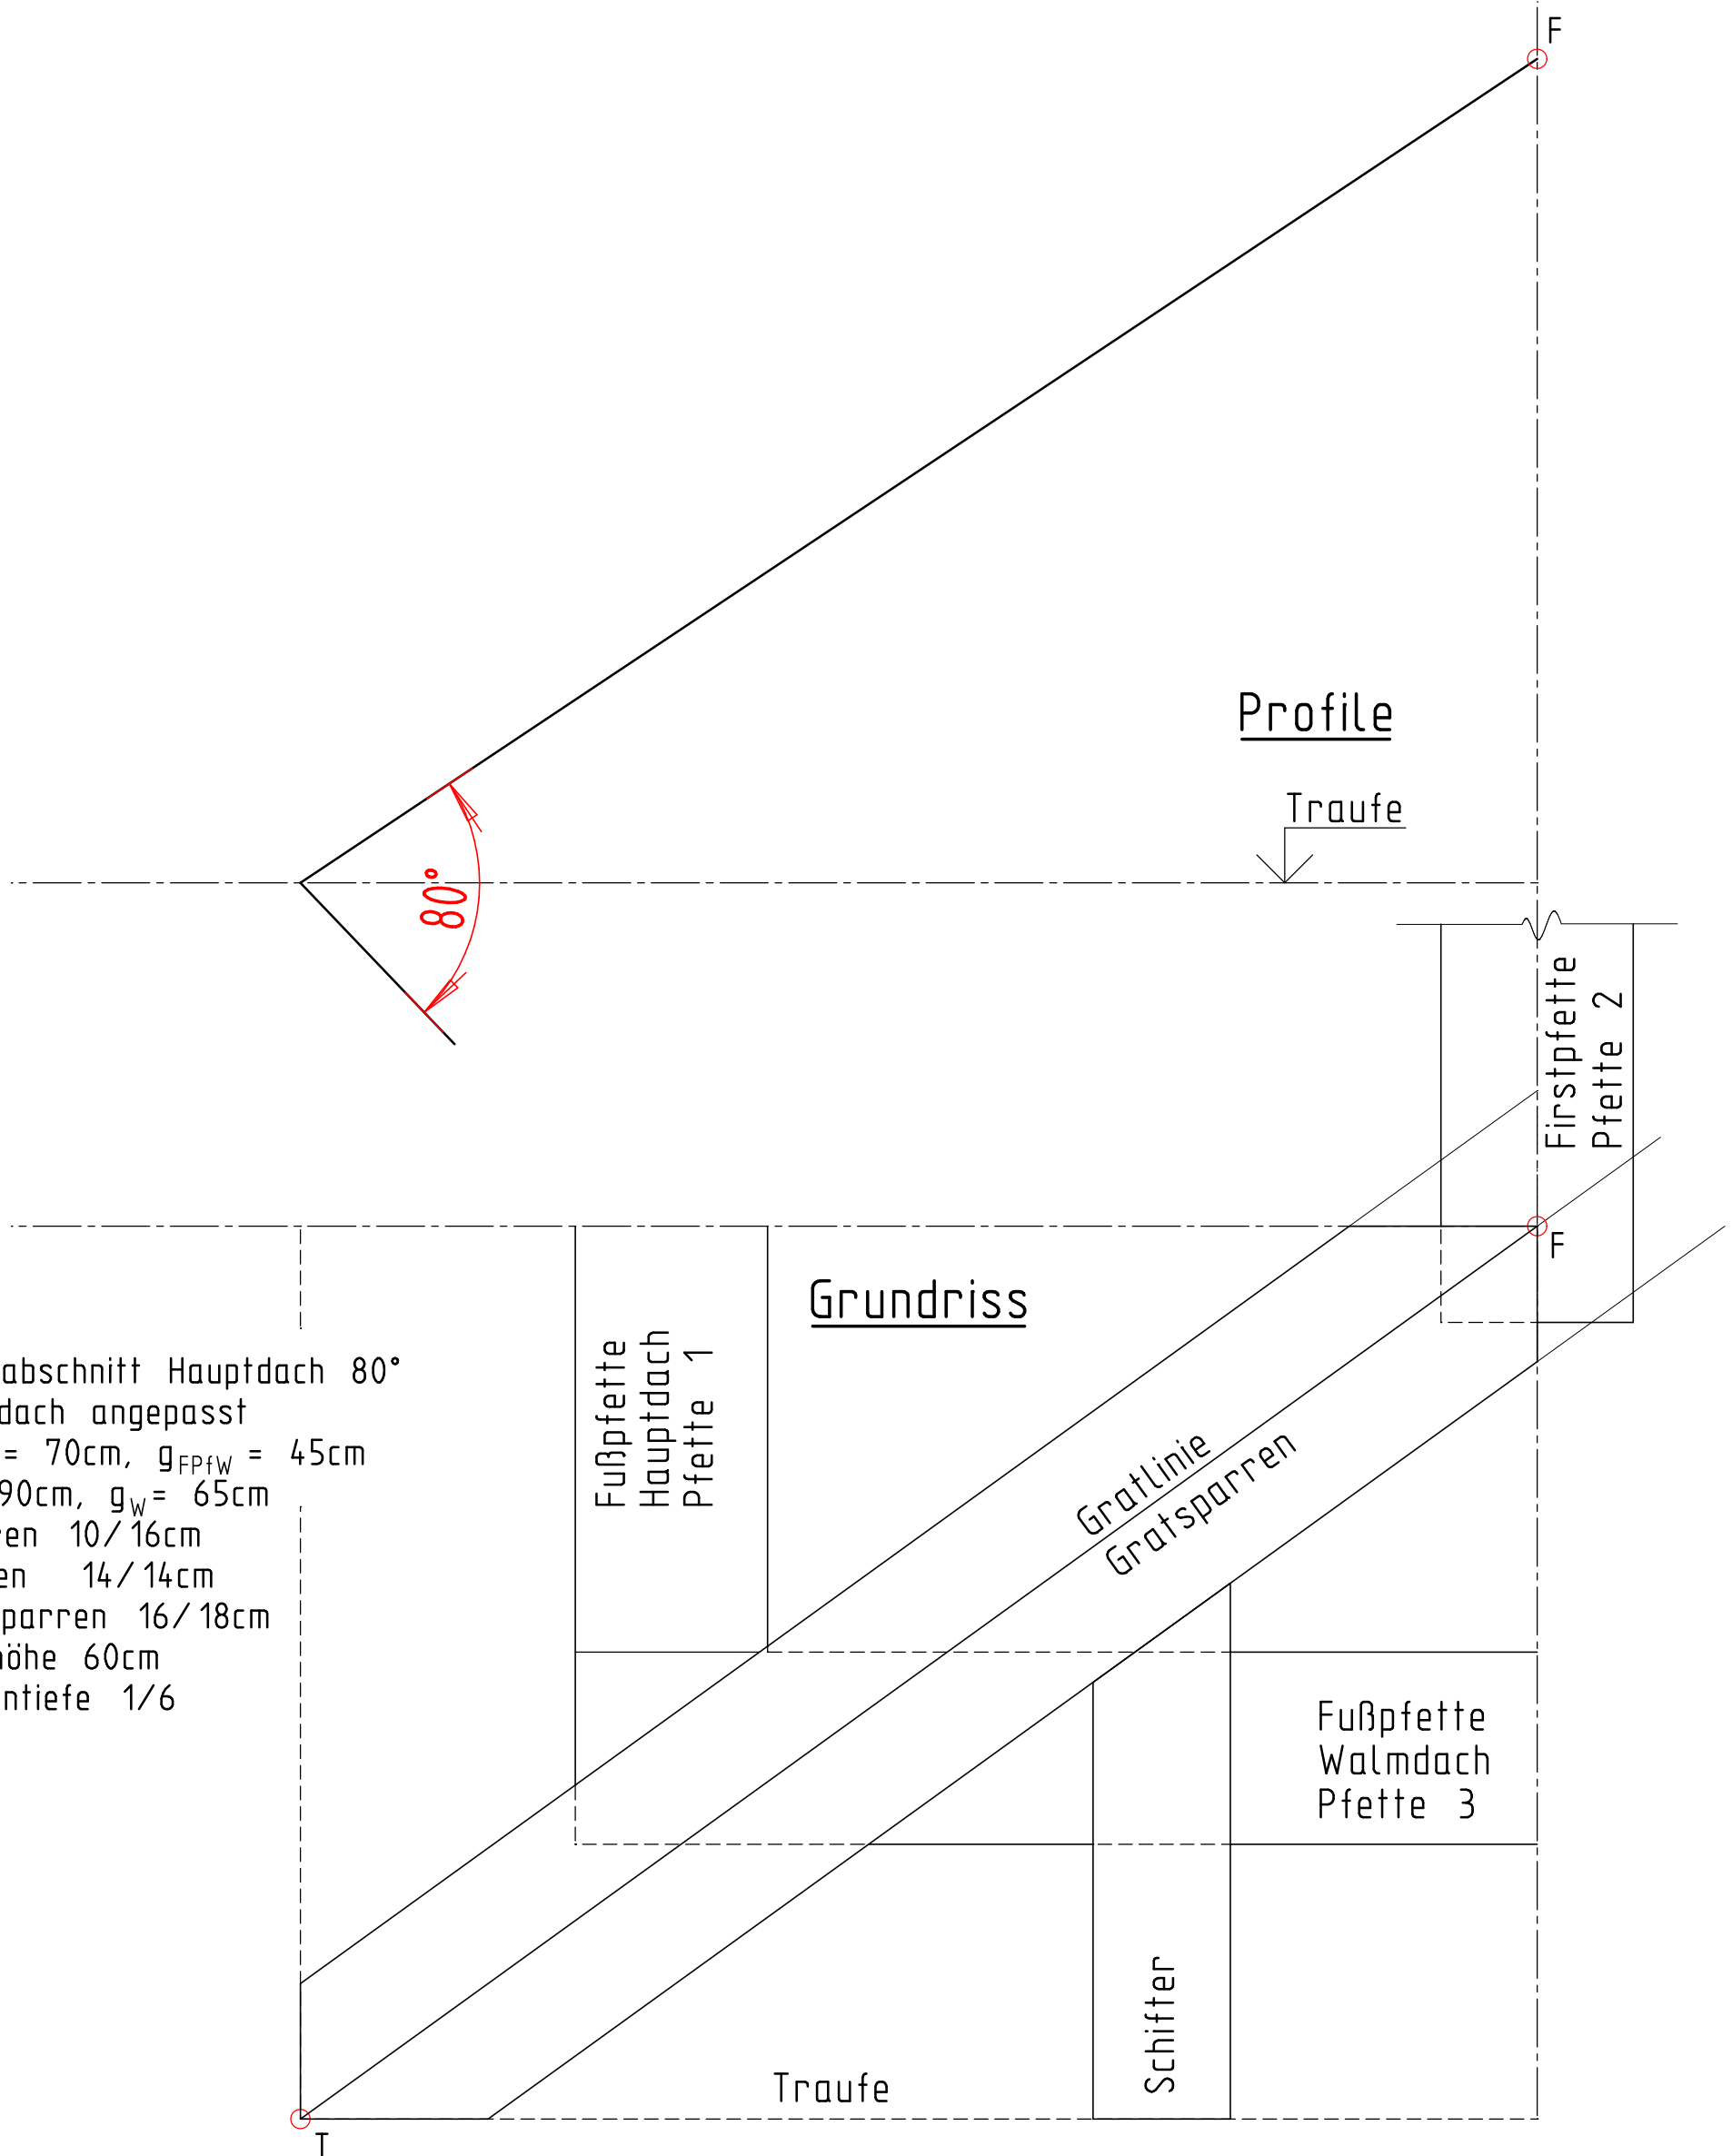 F
Profile
Traufe
80°
Firstpfette
Pfette 2
F
Grundriss
Fußpfette
Hauptdach
Pfette 1
abschnitt Hauptdach 80°
dach angepasst
= 70cm, gFPfW = 45cm
90cm, gW= 65cm
en 10/16cm
en 14/14cm
parren 16/18cm
öhe 60cm
ntiefe 1/6
Gratlinie
Gratsparren
Fußpfette
Walmdach
Pfette 3
Schifter
Traufe
T